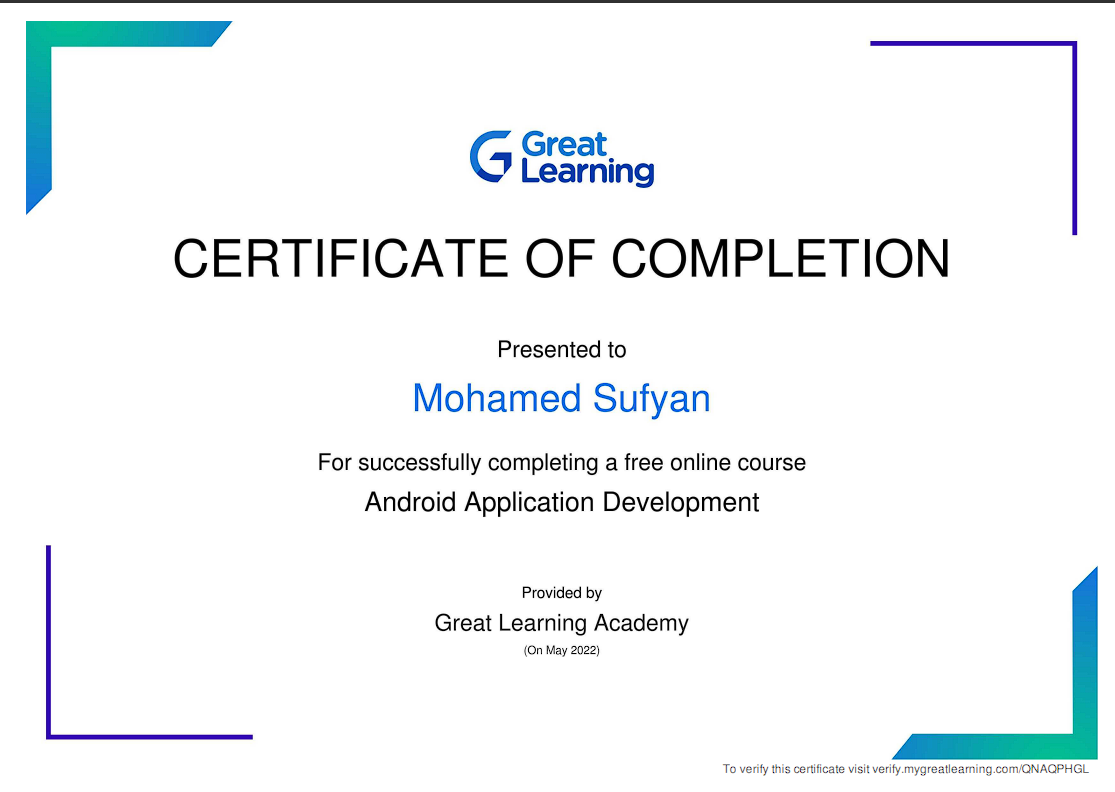 Great
Learning
CERTIFICATE OF COMPLETION
Presented to
Mohamed Sufyan
For successfully completing a free online course
Android Application Development
Provided by
Great Learning Academy
(On May 2022)
To verify this certificate visit verify.mygreatlearning.com/QNAQPHGL